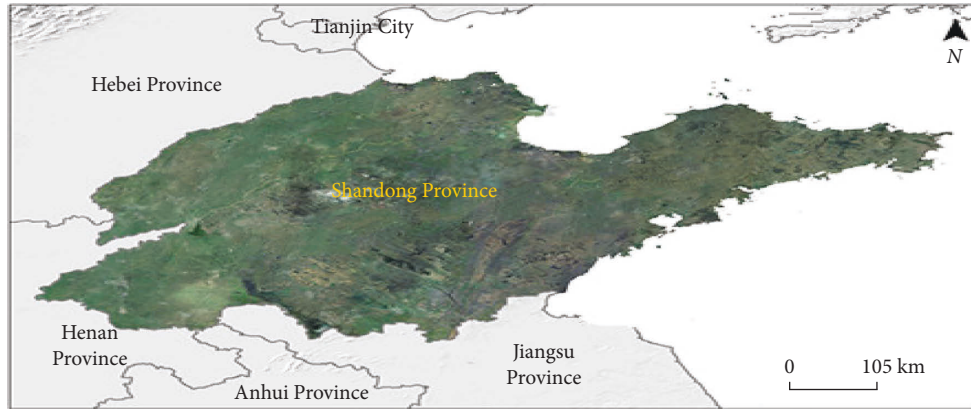 Tianjin City
N
Hebei Province
Shandong Province
Henan
Province
Jiangsu
Province
Anhui Province
0 105 km